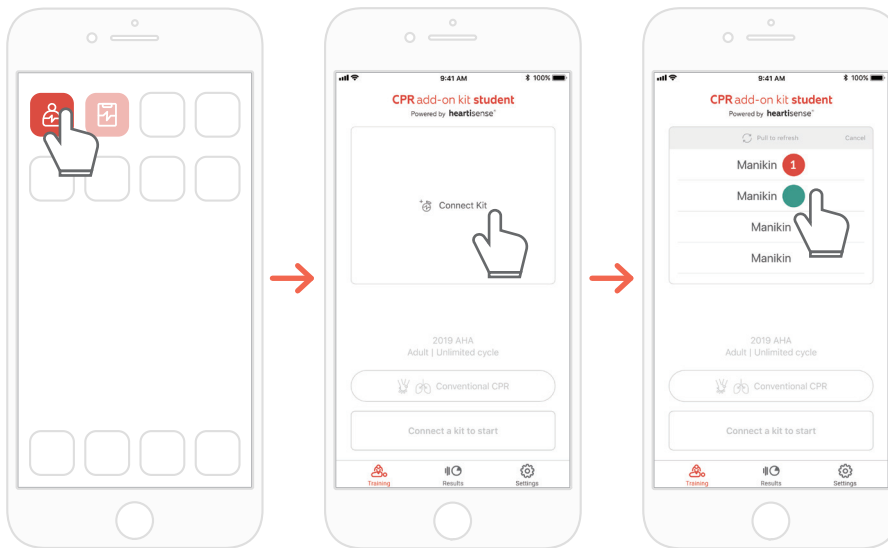 9:41 AM
100%
CPR add-on kit student
Powered by heartisense®
Connect Kit
2019 AHA
Adult | Unlimited cycle
Conventional CPR
Connect a kit to start
Training
Results
Settings
9:41 AM
100%
CPR add-on kit student
Powered by heartisense®
Pull to refresh
Cancel
Manikin 1
Manikin
Manikin
Manikin
2019 AHA
Adult | Unlimited cycle
Conventional CPR
Connect a kit to start
Training
Results
Settings